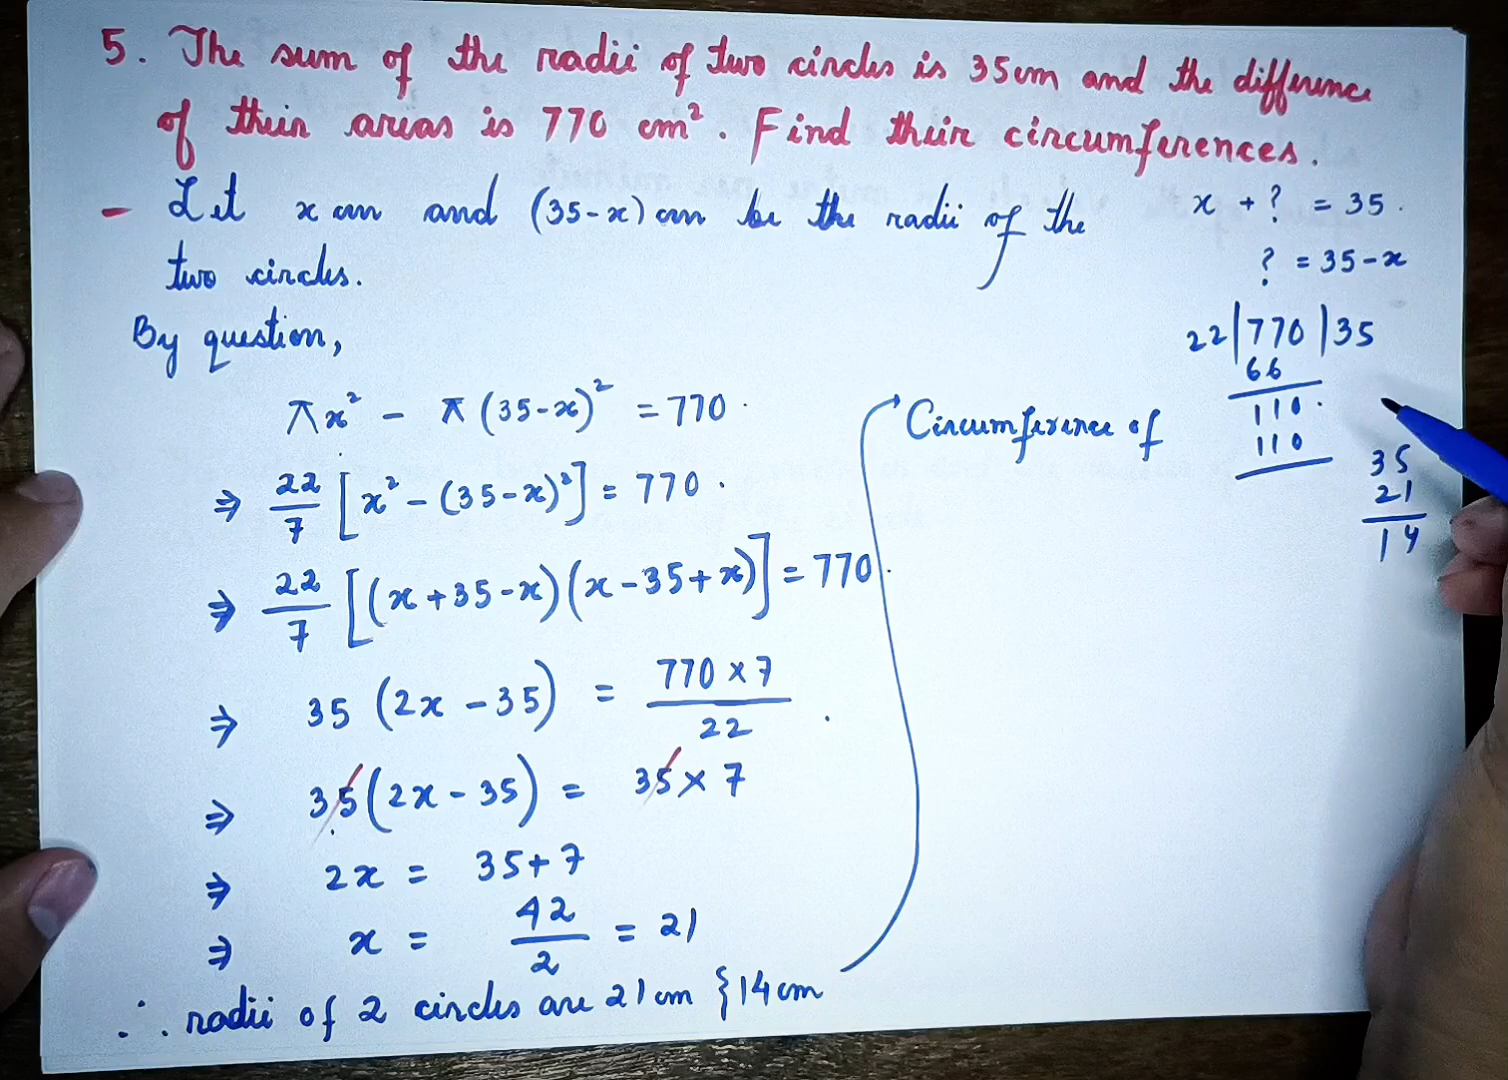 5. The sum of the radii of two circles is 35cm and the difference
of their areas is 770 cm². Find their circumferences.
- Let x cm and (35-x) cm be the radii of the
two circles.
x + ? = 35.
? = 35-x
By question,
πx² - π(35-x)² = 770.
⇒ 22/7 [x² - (35-x)²] = 770.
⇒ 22/7 [(x+35-x)(x-35+x)] = 770.
⇒ 35 (2x - 35) = 770 x 7 / 22.
⇒ 35(2x - 35) = 35 x 7
⇒ 2x = 35+7
⇒ x = 42/2 = 21
∴ radii of 2 circles are 21cm & 14cm
Circumference of
22|770|35
66
110.
110
35
21
14